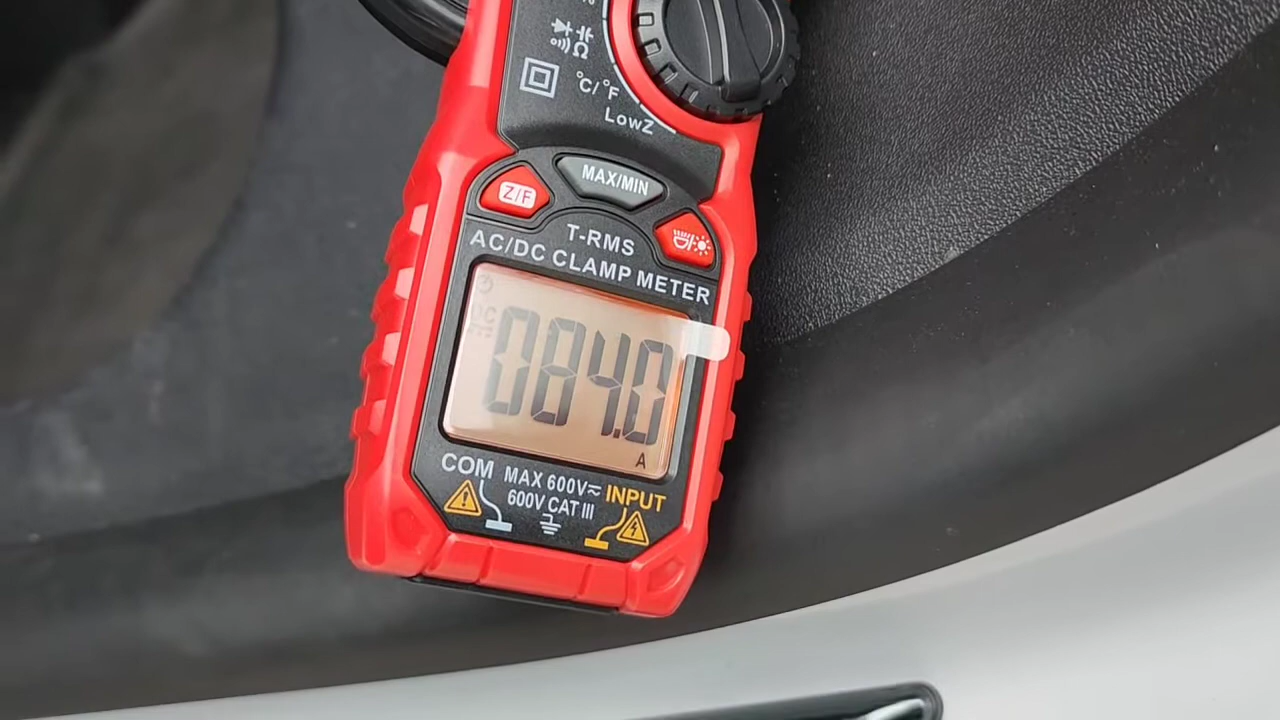 Ω
°C/°F
LowZ
MAX/MIN
Z/F
T-RMS
AC/DC CLAMP METER
084.0
A
COM MAX 600V≂ INPUT
600V CAT III